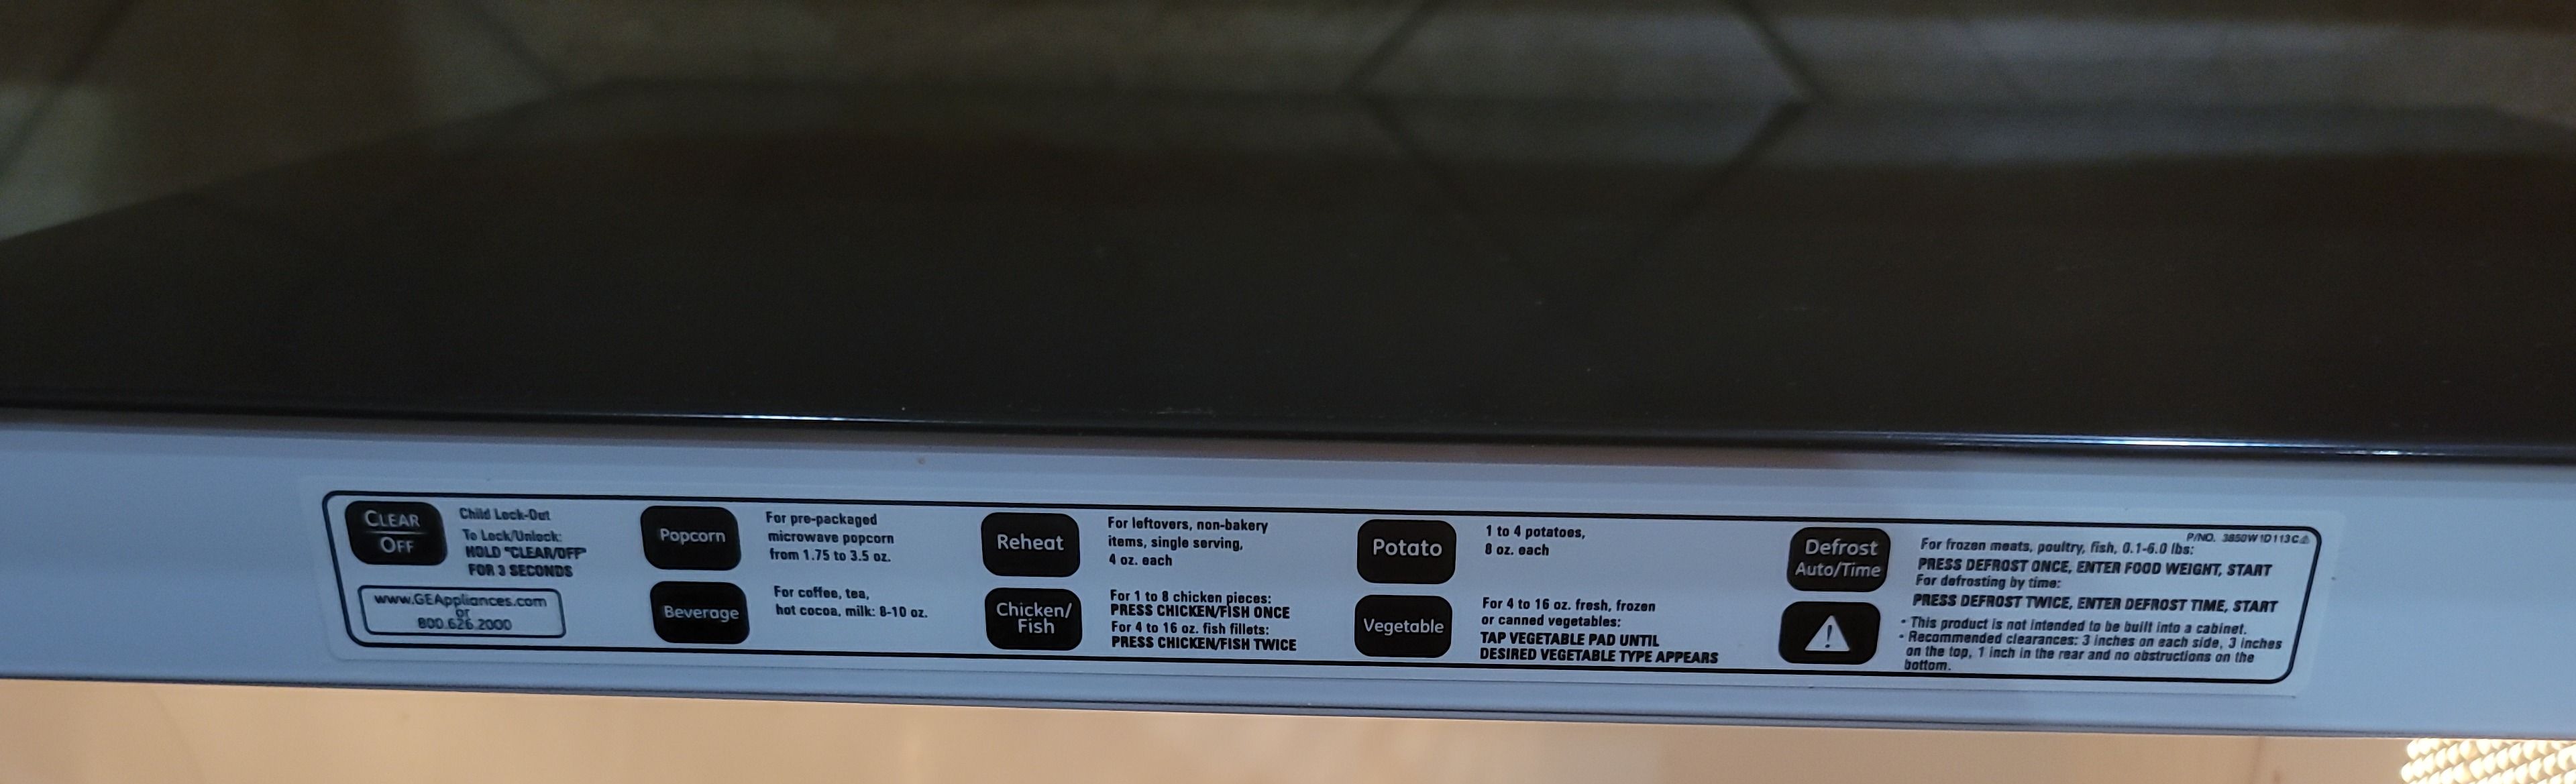 CLEAR
OFF
Child Lock-Out
To Lock/Unlock:
HOLD "CLEAR/OFF"
FOR 3 SECONDS
www.GEAppliances.com
or
800.626.2000
Popcorn
For pre-packaged
microwave popcorn
from 1.75 to 3.5 oz.
Beverage
For coffee, tea,
hot cocoa, milk: 8-10 oz.
Reheat
For leftovers, non-bakery
items, single serving,
4 oz. each
Chicken/
Fish
For 1 to 8 chicken pieces:
PRESS CHICKEN/FISH ONCE
For 4 to 16 oz. fish fillets:
PRESS CHICKEN/FISH TWICE
Potato
1 to 4 potatoes,
8 oz. each
Vegetable
For 4 to 16 oz. fresh, frozen
or canned vegetables:
TAP VEGETABLE PAD UNTIL
DESIRED VEGETABLE TYPE APPEARS
Defrost
Auto/Time
P/NO. 3850W1D113C
For frozen meats, poultry, fish, 0.1-6.0 lbs:
PRESS DEFROST ONCE, ENTER FOOD WEIGHT, START
For defrosting by time:
PRESS DEFROST TWICE, ENTER DEFROST TIME, START
• This product is not intended to be built into a cabinet.
• Recommended clearances: 3 inches on each side, 3 inches
on the top, 1 inch in the rear and no obstructions on the
bottom.